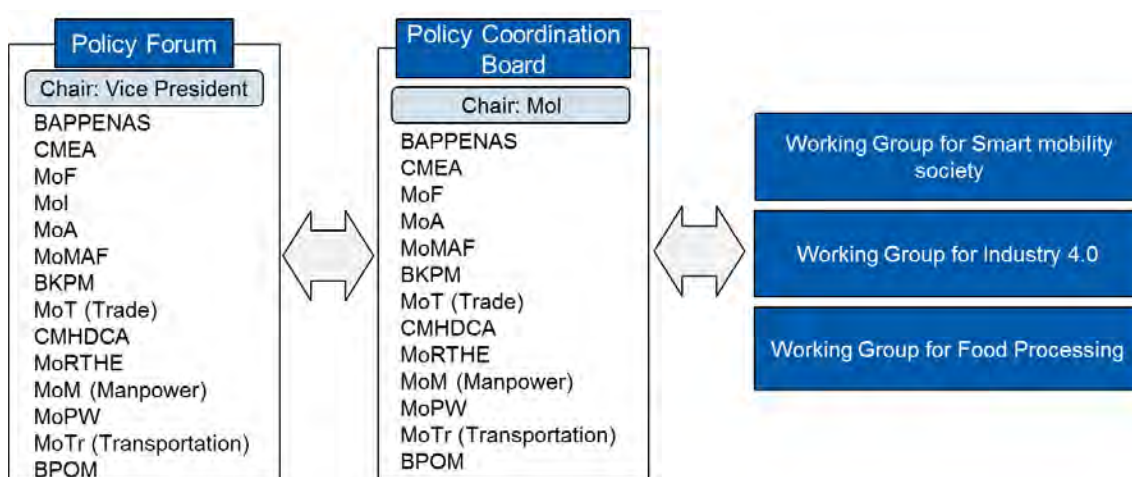 Policy Forum
Chair: Vice President
BAPPENAS
CMEA
MoF
MoI
MoA
MoMAF
BKPM
MoT (Trade)
CMHDCA
MoRTHE
MoM (Manpower)
MoPW
MoTr (Transportation)
BPOM
Policy Coordination
Board
Chair: MoI
BAPPENAS
CMEA
MoF
MoA
MoMAF
BKPM
MoT (Trade)
CMHDCA
MoRTHE
MoM (Manpower)
MoPW
MoTr (Transportation)
BPOM
Working Group for Smart mobility
society
Working Group for Industry 4.0
Working Group for Food Processing